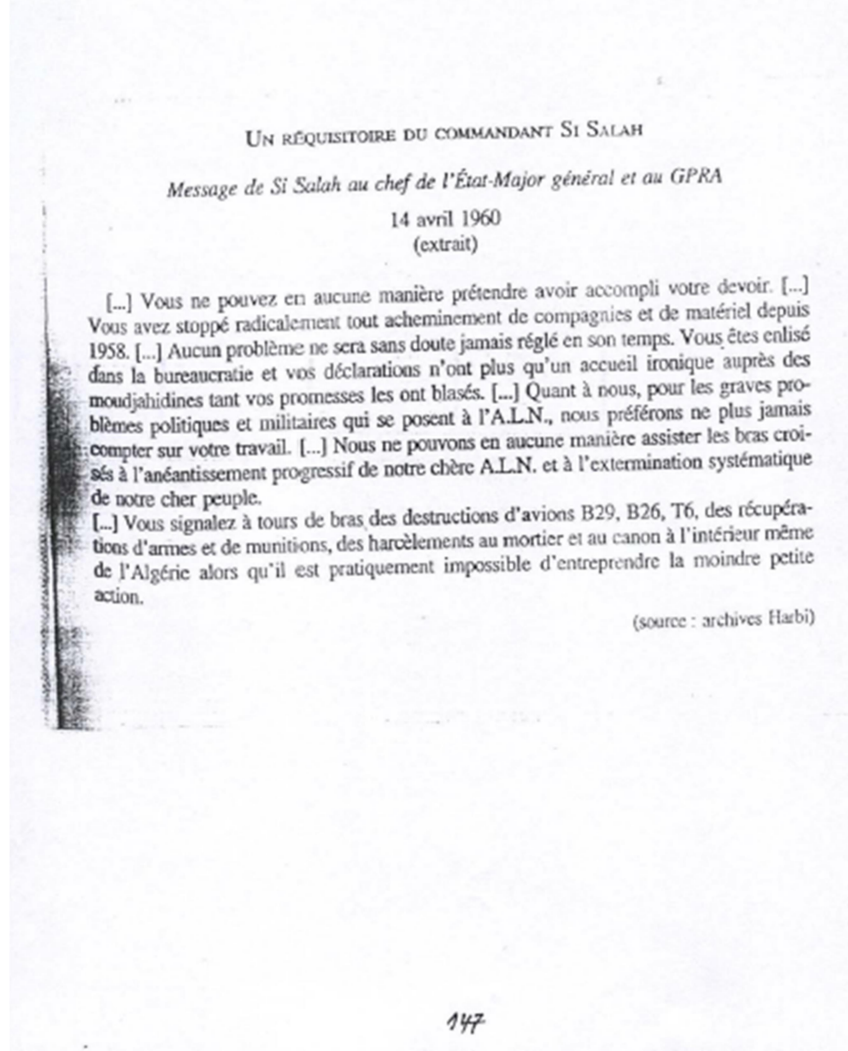 UN RÉQUISITOIRE DU COMMANDANT SI SALAH
Message de Si Salah au chef de l'État-Major général et au GPRA
14 avril 1960
(extrait)
[...] Vous ne pouvez en aucune manière prétendre avoir accompli votre devoir. [...]
Vous avez stoppé radicalement tout acheminement de compagnies et de matériel depuis
1958. [...] Aucun problème ne sera sans doute jamais réglé en son temps. Vous êtes enlisé
dans la bureaucratie et vos déclarations n'ont plus qu'un accueil ironique auprès des
moudjahidines tant vos promesses les ont blasés. [...] Quant à nous, pour les graves pro-
blèmes politiques et militaires qui se posent à l'A.L.N., nous préférons ne plus jamais
compter sur votre travail. [...] Nous ne pouvons en aucune manière assister les bras croi-
sés à l'anéantissement progressif de notre chère A.L.N. et à l'extermination systématique
de notre cher peuple.
[...] Vous signalez à tours de bras des destructions d'avions B29, B26, T6, des récupéra-
tions d'armes et de munitions, des harcèlements au mortier et au canon à l'intérieur même
de l'Algérie alors qu'il est pratiquement impossible d'entreprendre la moindre petite
action.
(source : archives Harbi)
147